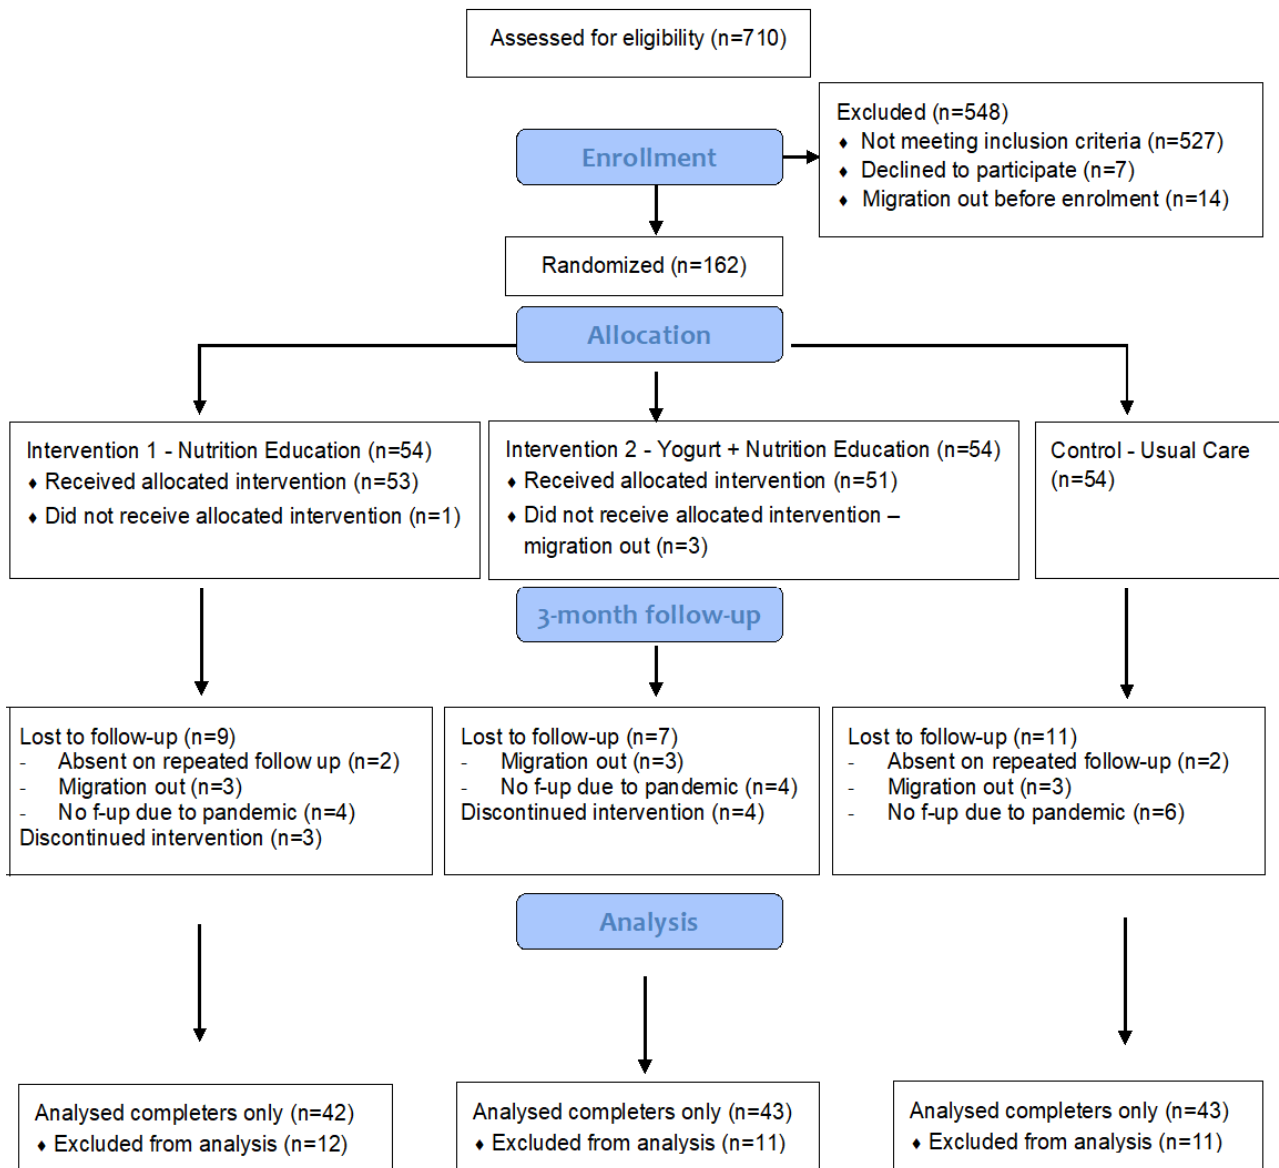 Assessed for eligibility (n=710)
Excluded (n=548)
♦ Not meeting inclusion criteria (n=527)
♦ Declined to participate (n=7)
♦ Migration out before enrolment (n=14)
Enrollment
Randomized (n=162)
Allocation
Intervention 1 - Nutrition Education (n=54)
♦ Received allocated intervention (n=53)
♦ Did not receive allocated intervention (n=1)
Intervention 2 - Yogurt + Nutrition Education (n=54)
♦ Received allocated intervention (n=51)
♦ Did not receive allocated intervention –
migration out (n=3)
Control - Usual Care
(n=54)
3-month follow-up
Lost to follow-up (n=9)
- Absent on repeated follow up (n=2)
- Migration out (n=3)
- No f-up due to pandemic (n=4)
Discontinued intervention (n=3)
Lost to follow-up (n=7)
- Migration out (n=3)
- No f-up due to pandemic (n=4)
Discontinued intervention (n=4)
Lost to follow-up (n=11)
- Absent on repeated follow-up (n=2)
- Migration out (n=3)
- No f-up due to pandemic (n=6)
Analysis
Analysed completers only (n=42)
♦ Excluded from analysis (n=12)
Analysed completers only (n=43)
♦ Excluded from analysis (n=11)
Analysed completers only (n=43)
♦ Excluded from analysis (n=11)